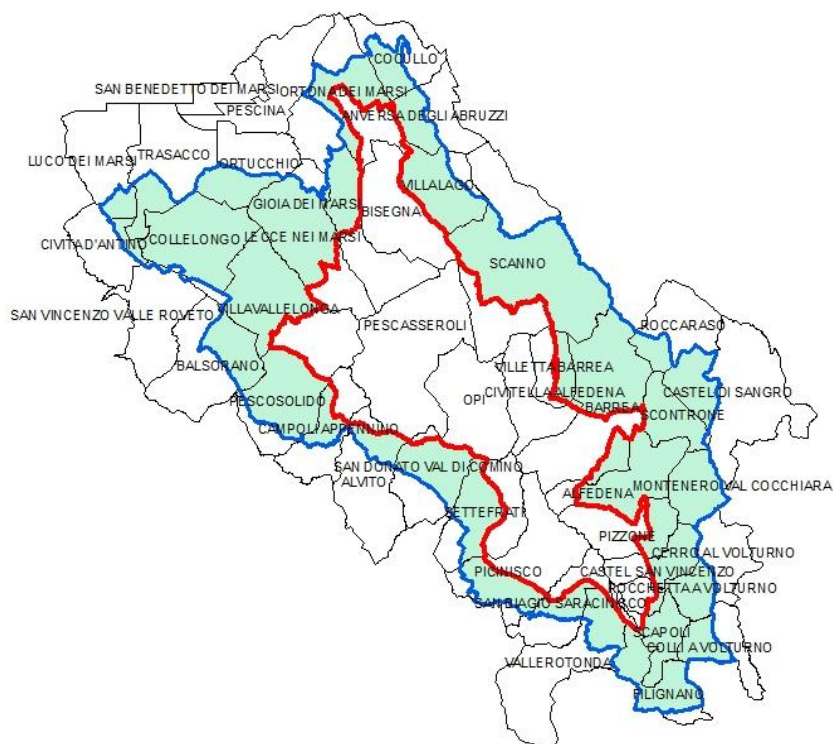 COCULLO
SAN BENEDETTO DEI MARSI
ORTONA DEI MARSI
PESCINA
ANVERSA DEGLI ABRUZZI
LUCO DEI MARSI
TRASACCO
ORTUCCHIO
VILLALAGO
GIOIA DEI MARSI
BISEGNA
CIVITA D'ANTINO
COLLELONGO
LECCE NEI MARSI
SCANNO
SAN VINCENZO VALLE ROVETO
VILLAVALLELONGA
PESCASSEROLI
ROCCARASO
BALSORANO
VILLETTA BARREA
PESCOSOLIDO
OPI
CIVITELLA ALFEDENA
CASTEL DI SANGRO
BARREA
SCONTRONE
CAMPOLI APPENNINO
SAN DONATO VAL DI COMINO
ALVITO
MONTENERO VAL COCCHIARA
ALFEDENA
SETTEFRATI
PIZZONE
CERRO AL VOLTURNO
PICINISCO
CASTEL SAN VINCENZO
ROCCHETTA A VOLTURNO
SAN BIAGIO SARACINISCO
SCAPOLI
COLLI A VOLTURNO
VALLEROTONDA
FILIGNANO